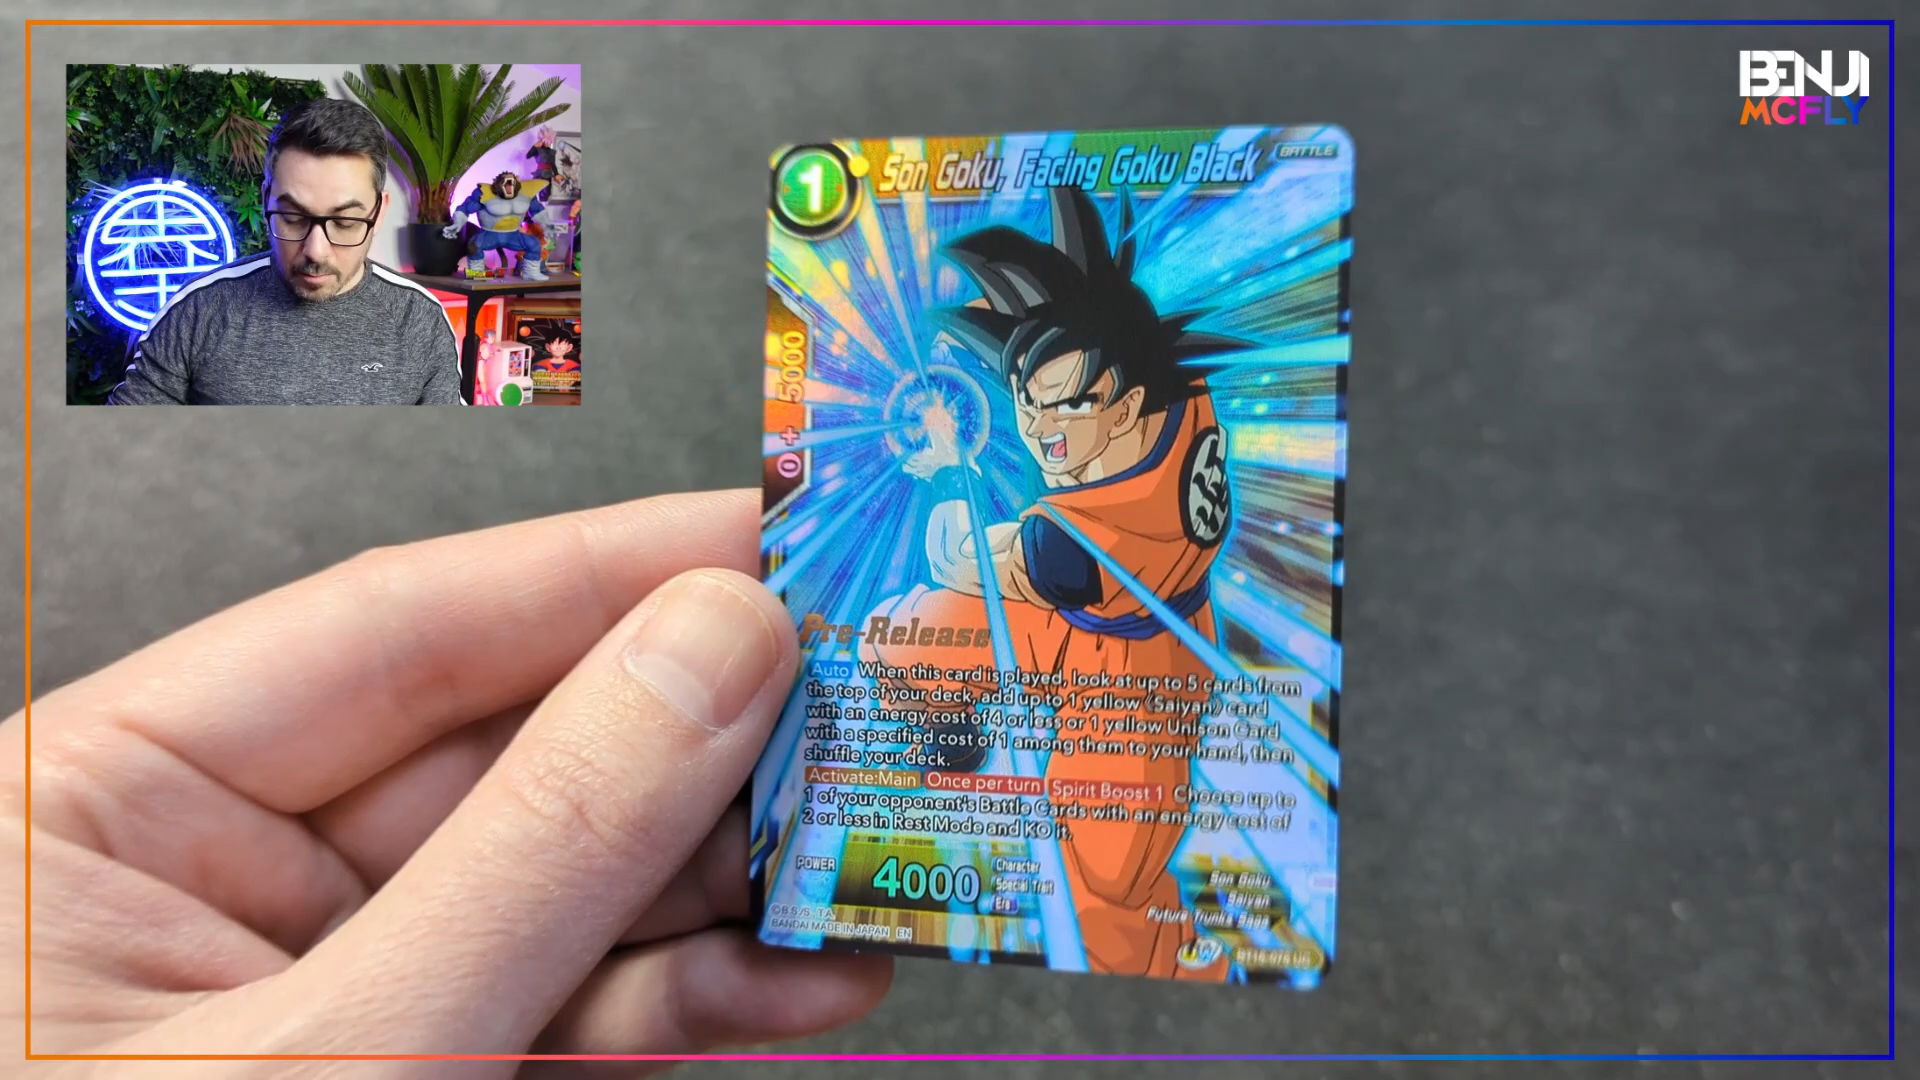 BENJI
MCFLY
1
Son Goku, Facing Goku Black
BATTLE
0 + 5000
Pre-Release
Auto When this card is played, look at up to 5 cards from
the top of your deck, add up to 1 yellow 《Saiyan》 card
with an energy cost of 4 or less or 1 yellow Unison Card
with a specified cost of 1 among them to your hand, then
shuffle your deck.
Activate:Main Once per turn Spirit Boost 1 Choose up to
1 of your opponent's Battle Cards with an energy cost of
2 or less in Rest Mode and KO it.
POWER
4000
Character
Special Trait
Era
Son Goku
Saiyan
Future Trunks Saga
©B.S./S., T.A.
BANDAI MADE IN JAPAN EN
UW